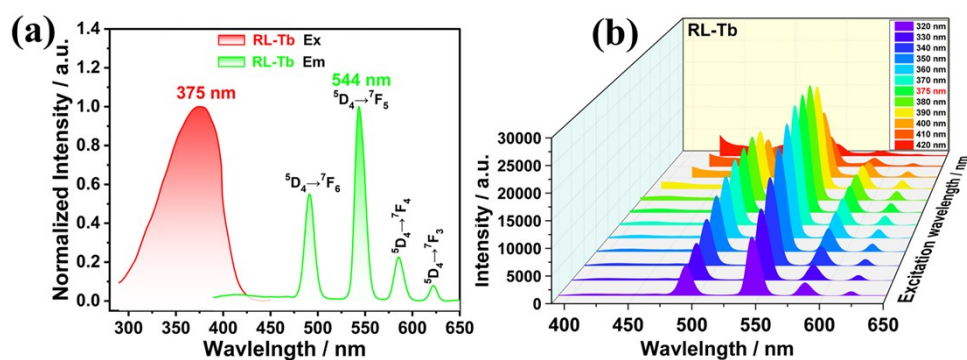 (a)
RL-Tb Ex
RL-Tb Em
375 nm
544 nm
⁵D₄→⁷F₅
⁵D₄→⁷F₆
⁵D₄→⁷F₄
⁵D₄→⁷F₃
Normalized Intensity / a.u.
1.4
1.2
1.0
0.8
0.6
0.4
0.2
0.0
300 350 400 450 500 550 600 650
Wavelngth / nm
(b)
RL-Tb
320 nm
330 nm
340 nm
350 nm
360 nm
370 nm
375 nm
380 nm
390 nm
400 nm
410 nm
420 nm
Intensity / a.u.
30000
25000
20000
15000
10000
5000
0
400 450 500 550 600 650
Wavelngth / nm
Excitation wavelength / nm